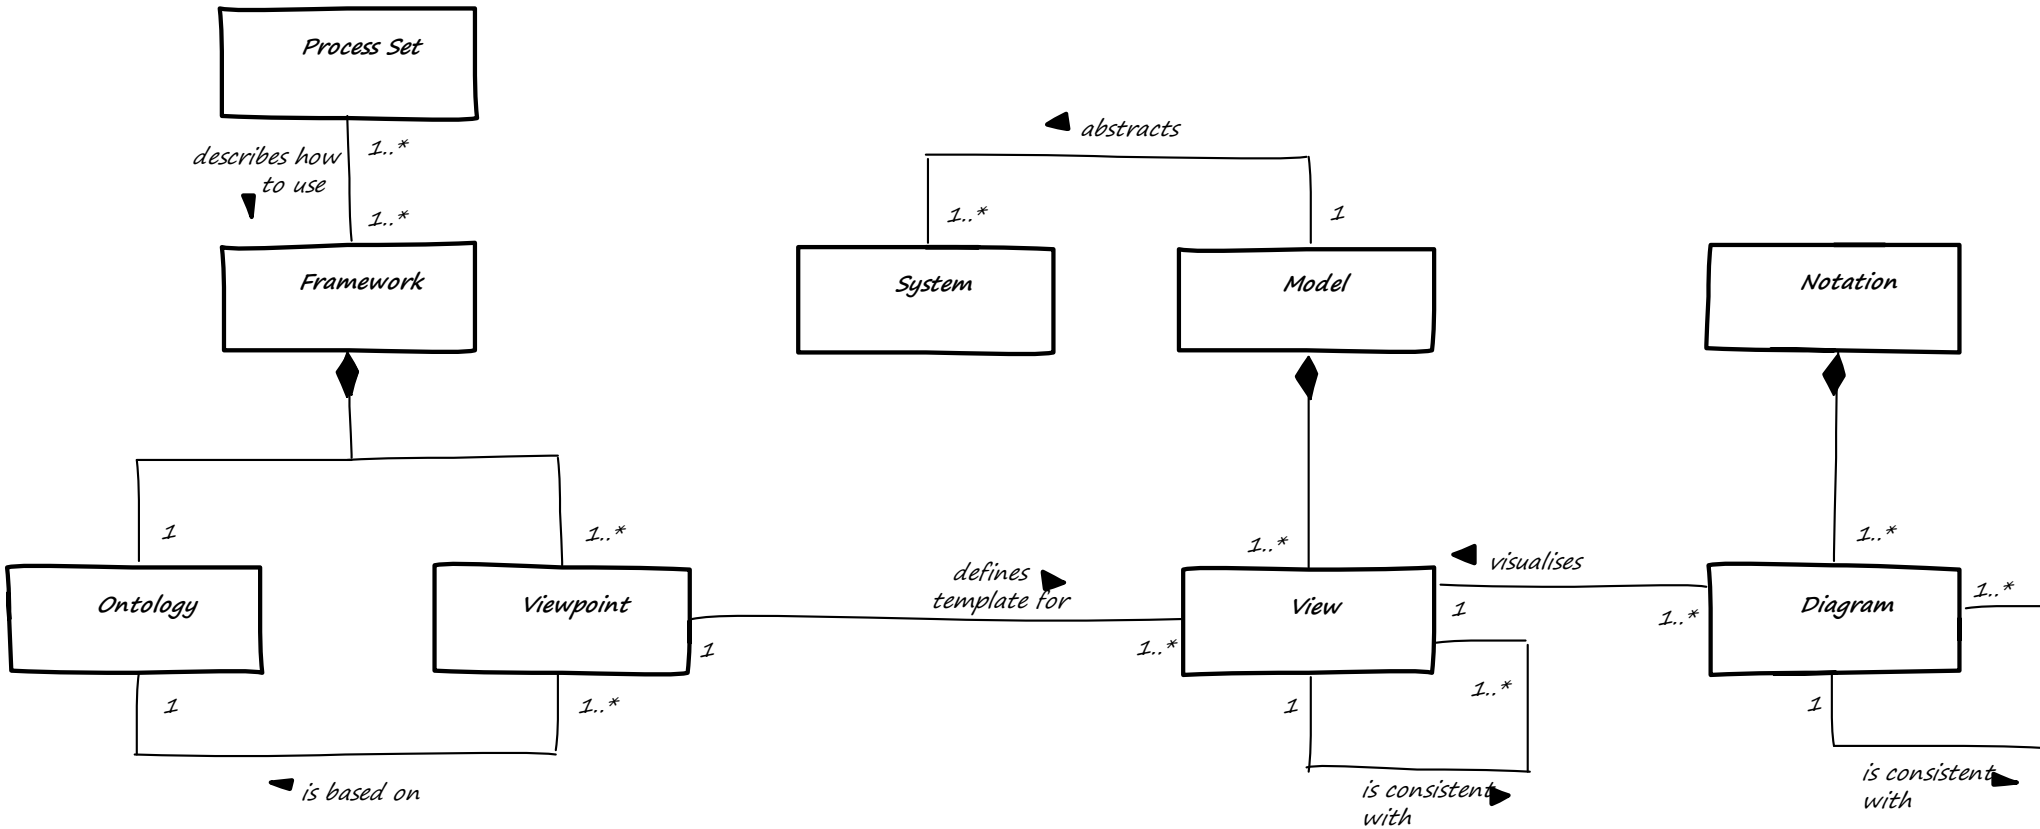 Process Set
describes how
to use
1..*
1..*
Framework
abstracts
1..*
1
System
Model
Notation
1
1..*
Ontology
Viewpoint
defines
template for
1
1..*
1..*
View
visualises
1
1..*
1..*
Diagram
1..*
1
1..*
is based on
1
1..*
is consistent
with
1
is consistent
with